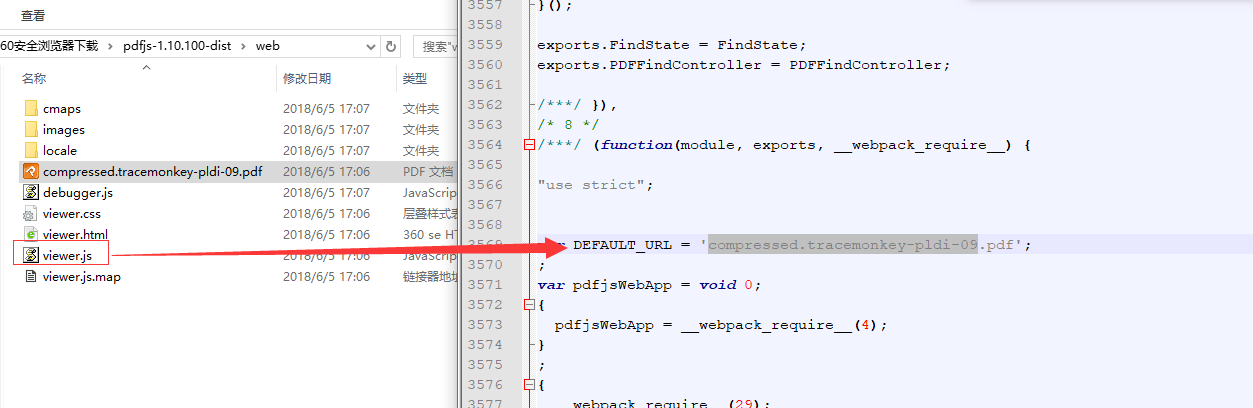 查看
60安全浏览器下载 > pdfjs-1.10.100-dist > web
搜索"v
名称 修改日期 类型
cmaps 2018/6/5 17:07 文件夹
images 2018/6/5 17:07 文件夹
locale 2018/6/5 17:07 文件夹
compressed.tracemonkey-pldi-09.pdf 2018/6/5 17:06 PDF 文档
debugger.js 2018/6/5 17:07 JavaScrip
viewer.css 2018/6/5 17:06 层叠样式表
viewer.html 2018/6/5 17:06 360 se HT
viewer.js 2018/6/5 17:06 JavaScrip
viewer.js.map 2018/6/5 17:06 链接器地址
3557 }();
3558
3559 exports.FindState = FindState;
3560 exports.PDFFindController = PDFFindController;
3561
3562 /***/ }),
3563 /* 8 */
3564 /***/ (function(module, exports, __webpack_require__) {
3565
3566 "use strict";
3567
3568
3569 r DEFAULT_URL = 'compressed.tracemonkey-pldi-09.pdf';
3570 ;
3571 var pdfjsWebApp = void 0;
3572 {
3573 pdfjsWebApp = __webpack_require__(4);
3574 }
3575 ;
3576 {
3577 webpack_require (29);